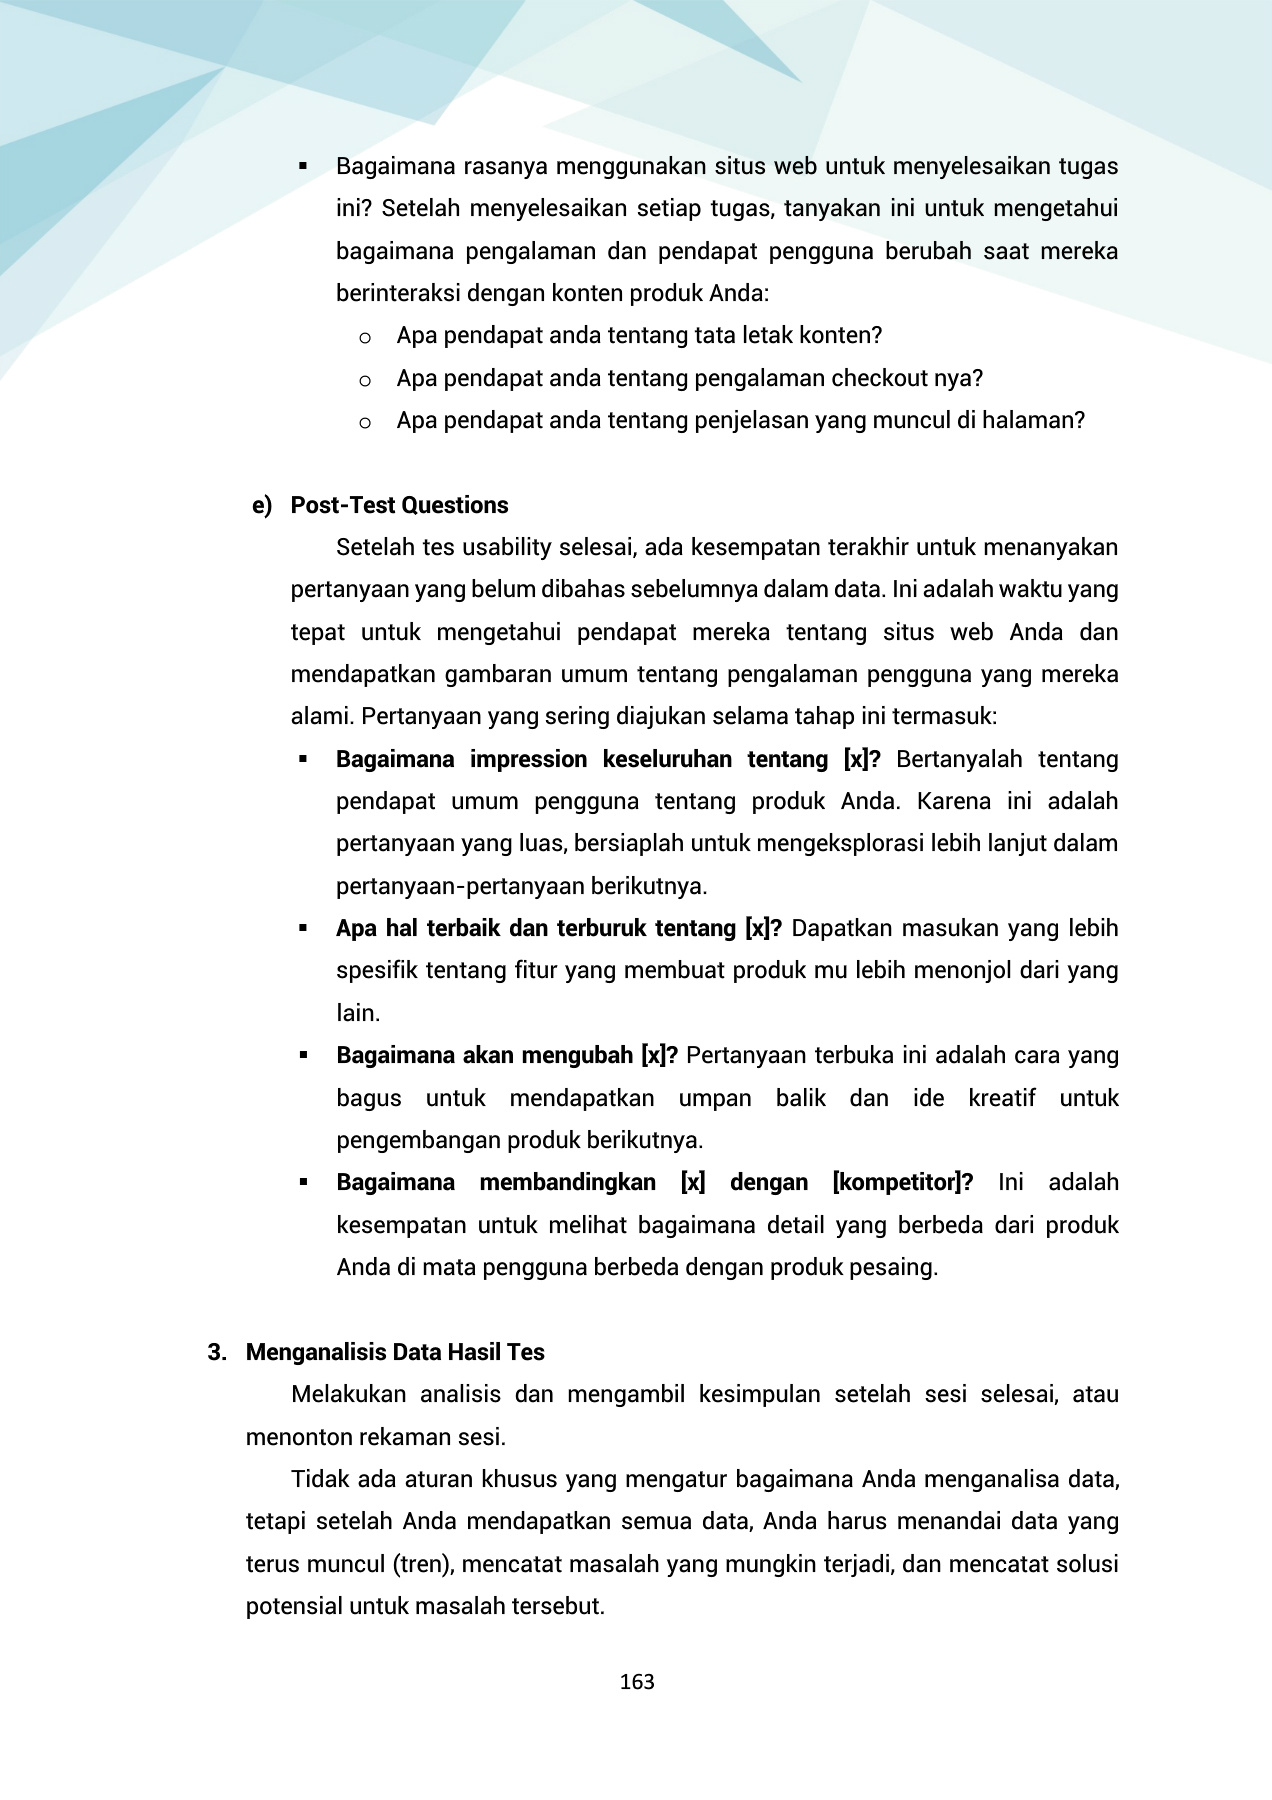 ▪ Bagaimana rasanya menggunakan situs web untuk menyelesaikan tugas
ini? Setelah menyelesaikan setiap tugas, tanyakan ini untuk mengetahui
bagaimana pengalaman dan pendapat pengguna berubah saat mereka
berinteraksi dengan konten produk Anda:
o Apa pendapat anda tentang tata letak konten?
o Apa pendapat anda tentang pengalaman checkout nya?
o Apa pendapat anda tentang penjelasan yang muncul di halaman?
e) Post-Test Questions
Setelah tes usability selesai, ada kesempatan terakhir untuk menanyakan
pertanyaan yang belum dibahas sebelumnya dalam data. Ini adalah waktu yang
tepat untuk mengetahui pendapat mereka tentang situs web Anda dan
mendapatkan gambaran umum tentang pengalaman pengguna yang mereka
alami. Pertanyaan yang sering diajukan selama tahap ini termasuk:
▪ Bagaimana impression keseluruhan tentang [x]? Bertanyalah tentang
pendapat umum pengguna tentang produk Anda. Karena ini adalah
pertanyaan yang luas, bersiaplah untuk mengeksplorasi lebih lanjut dalam
pertanyaan-pertanyaan berikutnya.
▪ Apa hal terbaik dan terburuk tentang [x]? Dapatkan masukan yang lebih
spesifik tentang fitur yang membuat produk mu lebih menonjol dari yang
lain.
▪ Bagaimana akan mengubah [x]? Pertanyaan terbuka ini adalah cara yang
bagus untuk mendapatkan umpan balik dan ide kreatif untuk
pengembangan produk berikutnya.
▪ Bagaimana membandingkan [x] dengan [kompetitor]? Ini adalah
kesempatan untuk melihat bagaimana detail yang berbeda dari produk
Anda di mata pengguna berbeda dengan produk pesaing.
3. Menganalisis Data Hasil Tes
Melakukan analisis dan mengambil kesimpulan setelah sesi selesai, atau
menonton rekaman sesi.
Tidak ada aturan khusus yang mengatur bagaimana Anda menganalisa data,
tetapi setelah Anda mendapatkan semua data, Anda harus menandai data yang
terus muncul (tren), mencatat masalah yang mungkin terjadi, dan mencatat solusi
potensial untuk masalah tersebut.
163